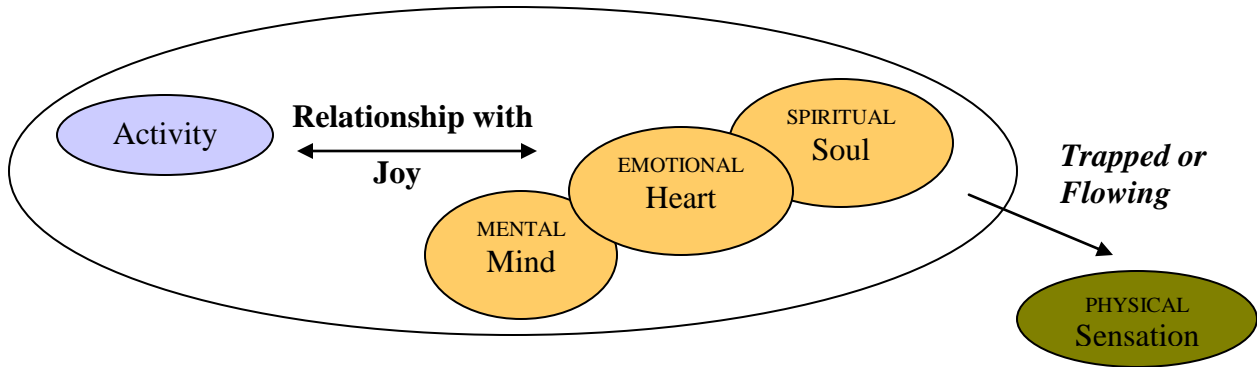 Activity
Relationship with
Joy
MENTAL
Mind
EMOTIONAL
Heart
SPIRITUAL
Soul
Trapped or
Flowing
PHYSICAL
Sensation